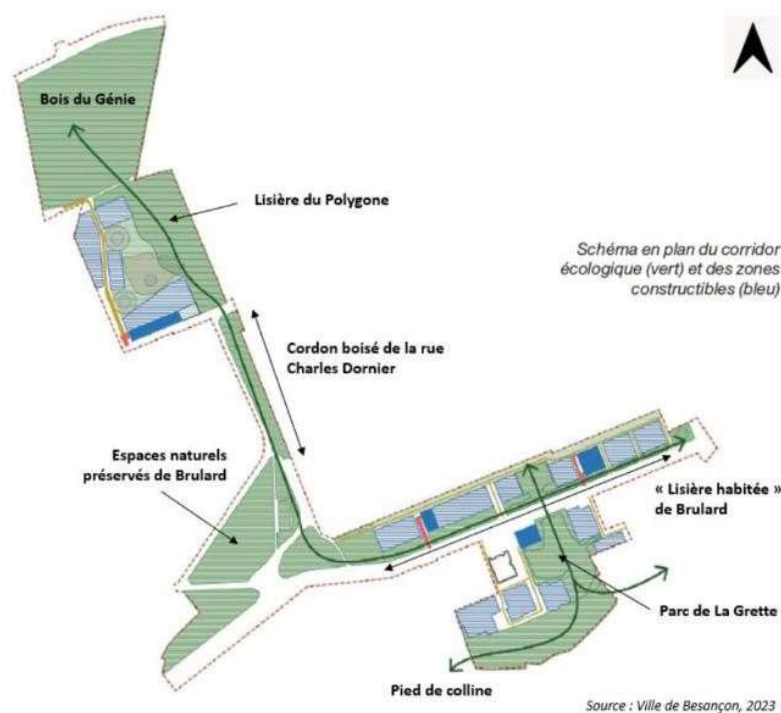 Bois du Génie
Lisière du Polygone
Schéma en plan du corridor
écologique (vert) et des zones
constructibles (bleu)
Cordon boisé de la rue
Charles Dornier
Espaces naturels
préservés de Brulard
« Lisière habitée »
de Brulard
Parc de La Grette
Pied de colline
Source : Ville de Besançon, 2023